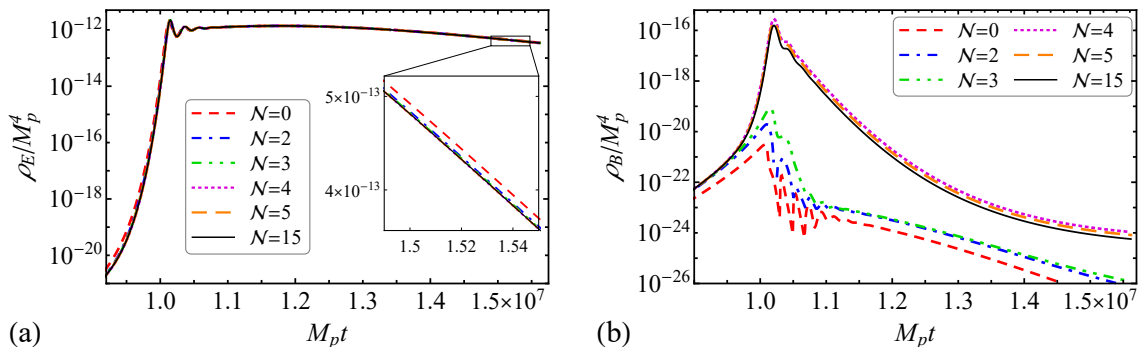 ρ_E/M_p^4
10^−12
10^−14
10^−16
10^−18
10^−20
𝒩=0
𝒩=2
𝒩=3
𝒩=4
𝒩=5
𝒩=15
5×10^−13
4×10^−13
1.5 1.52 1.54
1.0 1.1 1.2 1.3 1.4 1.5×10^7
(a) M_p t
ρ_B/M_p^4
10^−16
10^−18
10^−20
10^−22
10^−24
10^−26
𝒩=0 𝒩=4
𝒩=2 𝒩=5
𝒩=3 𝒩=15
1.0 1.1 1.2 1.3 1.4 1.5×10^7
(b) M_p t